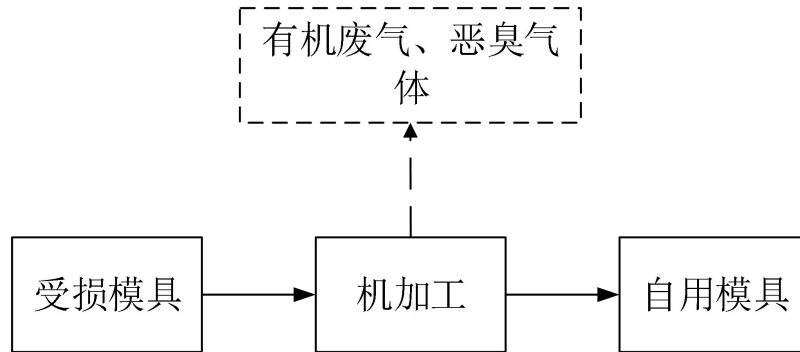 有机废气、恶臭气
体
受损模具
机加工
自用模具